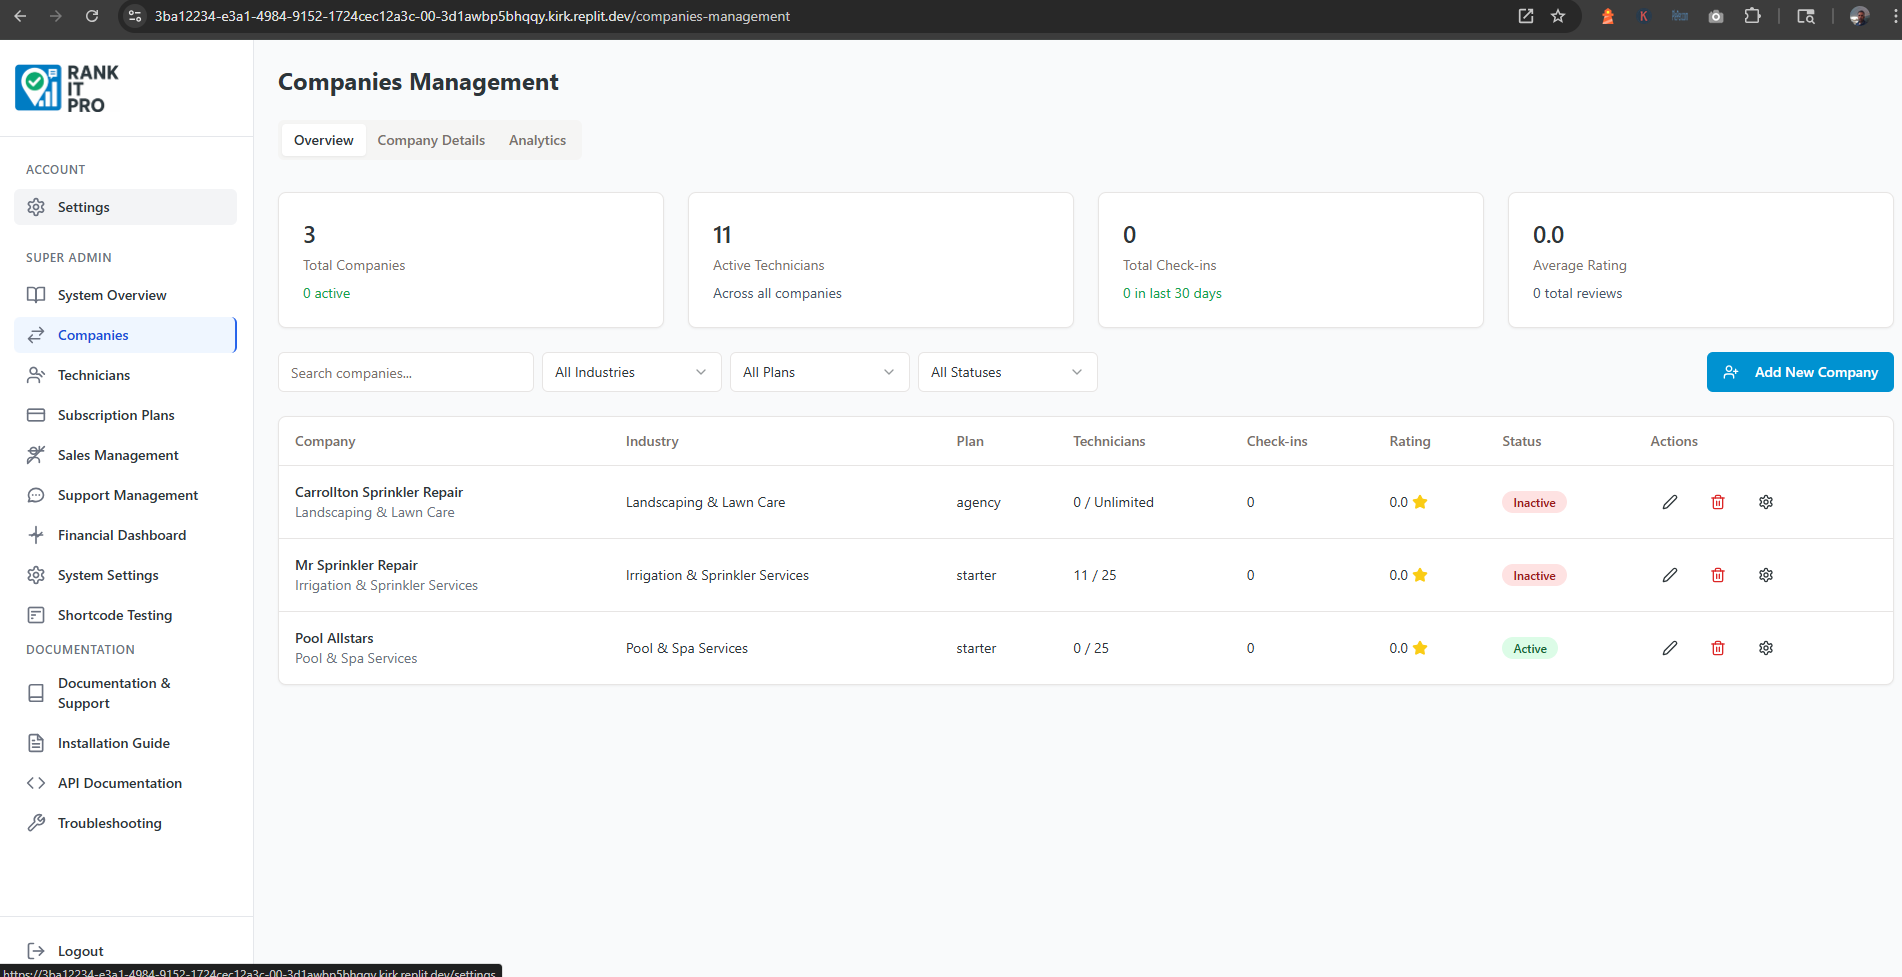 3ba12234-e3a1-4984-9152-1724cec12a3c-00-3d1awbp5bhqqy.kirk.replit.dev/companies-management
K
RANK
IT
PRO
ACCOUNT
Settings
SUPER ADMIN
System Overview
Companies
Technicians
Subscription Plans
Sales Management
Support Management
Financial Dashboard
System Settings
Shortcode Testing
DOCUMENTATION
Documentation &
Support
Installation Guide
API Documentation
Troubleshooting
Logout
https://3ba12234-e3a1-4984-9152-1724cec12a3c-00-3d1awbp5bhqqy.kirk.replit.dev/settings
Companies Management
Overview Company Details Analytics
3
Total Companies
0 active
11
Active Technicians
Across all companies
0
Total Check-ins
0 in last 30 days
0.0
Average Rating
0 total reviews
Search companies... All Industries All Plans All Statuses Add New Company
Company Industry Plan Technicians Check-ins Rating Status Actions
Carrollton Sprinkler Repair
Landscaping & Lawn Care
Landscaping & Lawn Care agency 0 / Unlimited 0 0.0 Inactive
Mr Sprinkler Repair
Irrigation & Sprinkler Services
Irrigation & Sprinkler Services starter 11 / 25 0 0.0 Inactive
Pool Allstars
Pool & Spa Services
Pool & Spa Services starter 0 / 25 0 0.0 Active